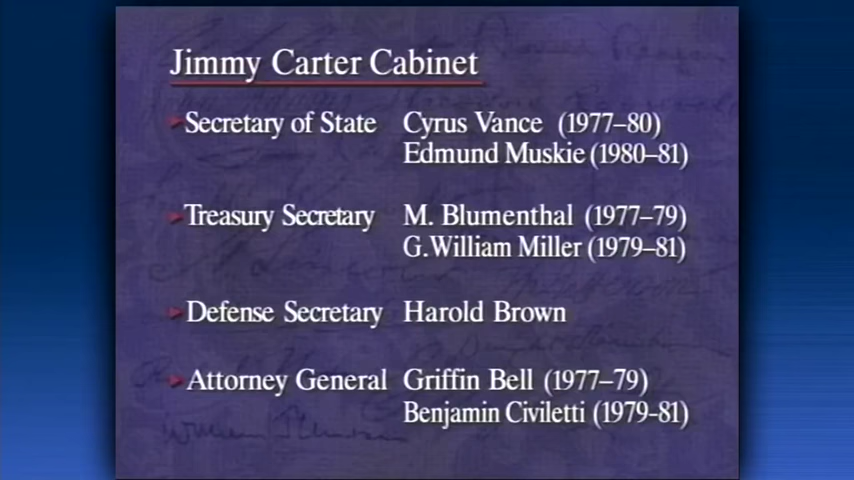 Jimmy Carter Cabinet
Secretary of State Cyrus Vance (1977–80)
Edmund Muskie (1980–81)
Treasury Secretary M. Blumenthal (1977–79)
G.William Miller (1979–81)
Defense Secretary Harold Brown
Attorney General Griffin Bell (1977–79)
Benjamin Civiletti (1979–81)